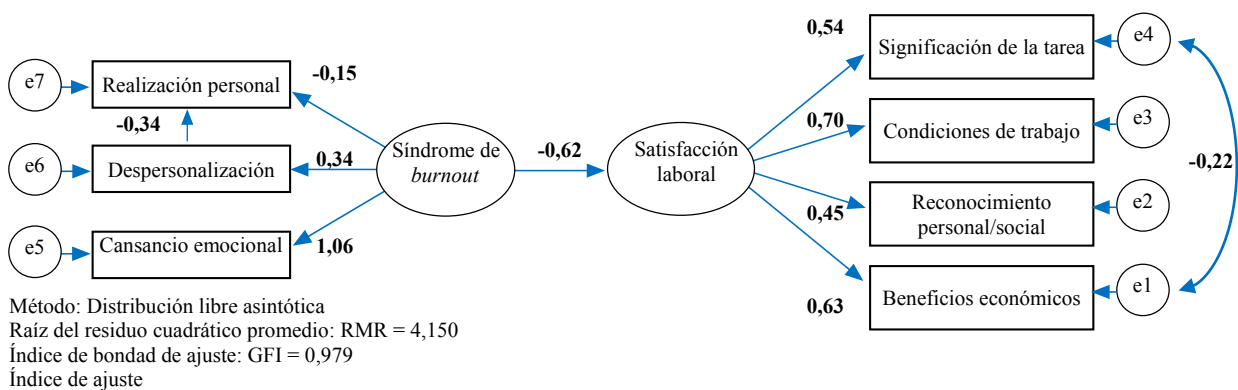 0,54
Significación de la tarea
e4
e7
Realización personal
-0,15
-0,34
0,70
Condiciones de trabajo
e3
e6
Despersonalización
0,34
Síndrome de
burnout
-0,62
Satisfacción
laboral
-0,22
0,45
Reconocimiento
personal/social
e2
e5
Cansancio emocional
1,06
0,63
Beneficios económicos
e1
Método: Distribución libre asintótica
Raíz del residuo cuadrático promedio: RMR = 4,150
Índice de bondad de ajuste: GFI = 0,979
Índice de ajuste